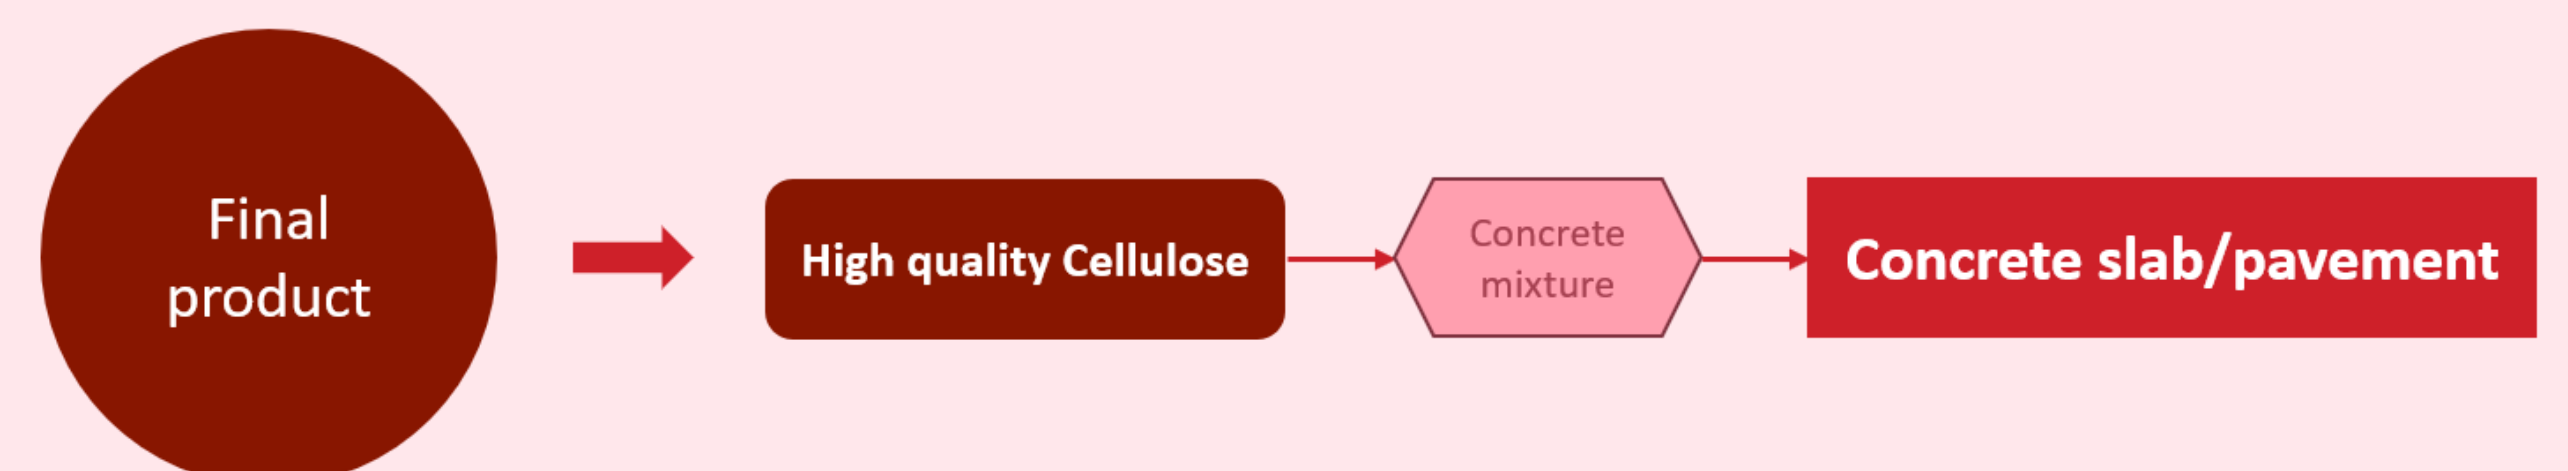 Final
product
High quality Cellulose
Concrete
mixture
Concrete slab/pavement